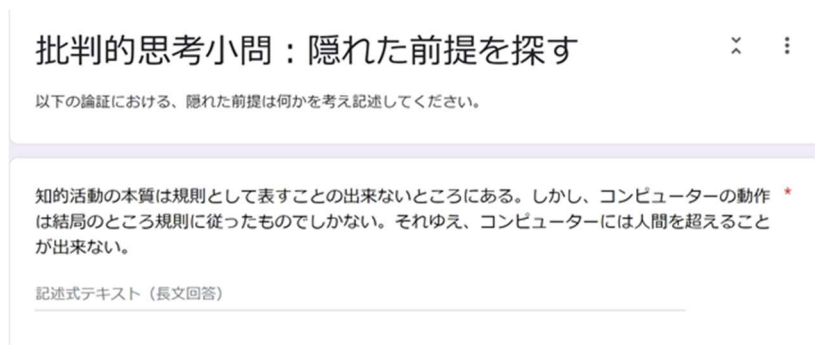 批判的思考小問：隠れた前提を探す
以下の論証における、隠れた前提は何かを考え記述してください。
知的活動の本質は規則として表すことの出来ないところにある。しかし、コンピューターの動作 *
は結局のところ規則に従ったものでしかない。それゆえ、コンピューターには人間を超えること
が出来ない。
記述式テキスト（長文回答）